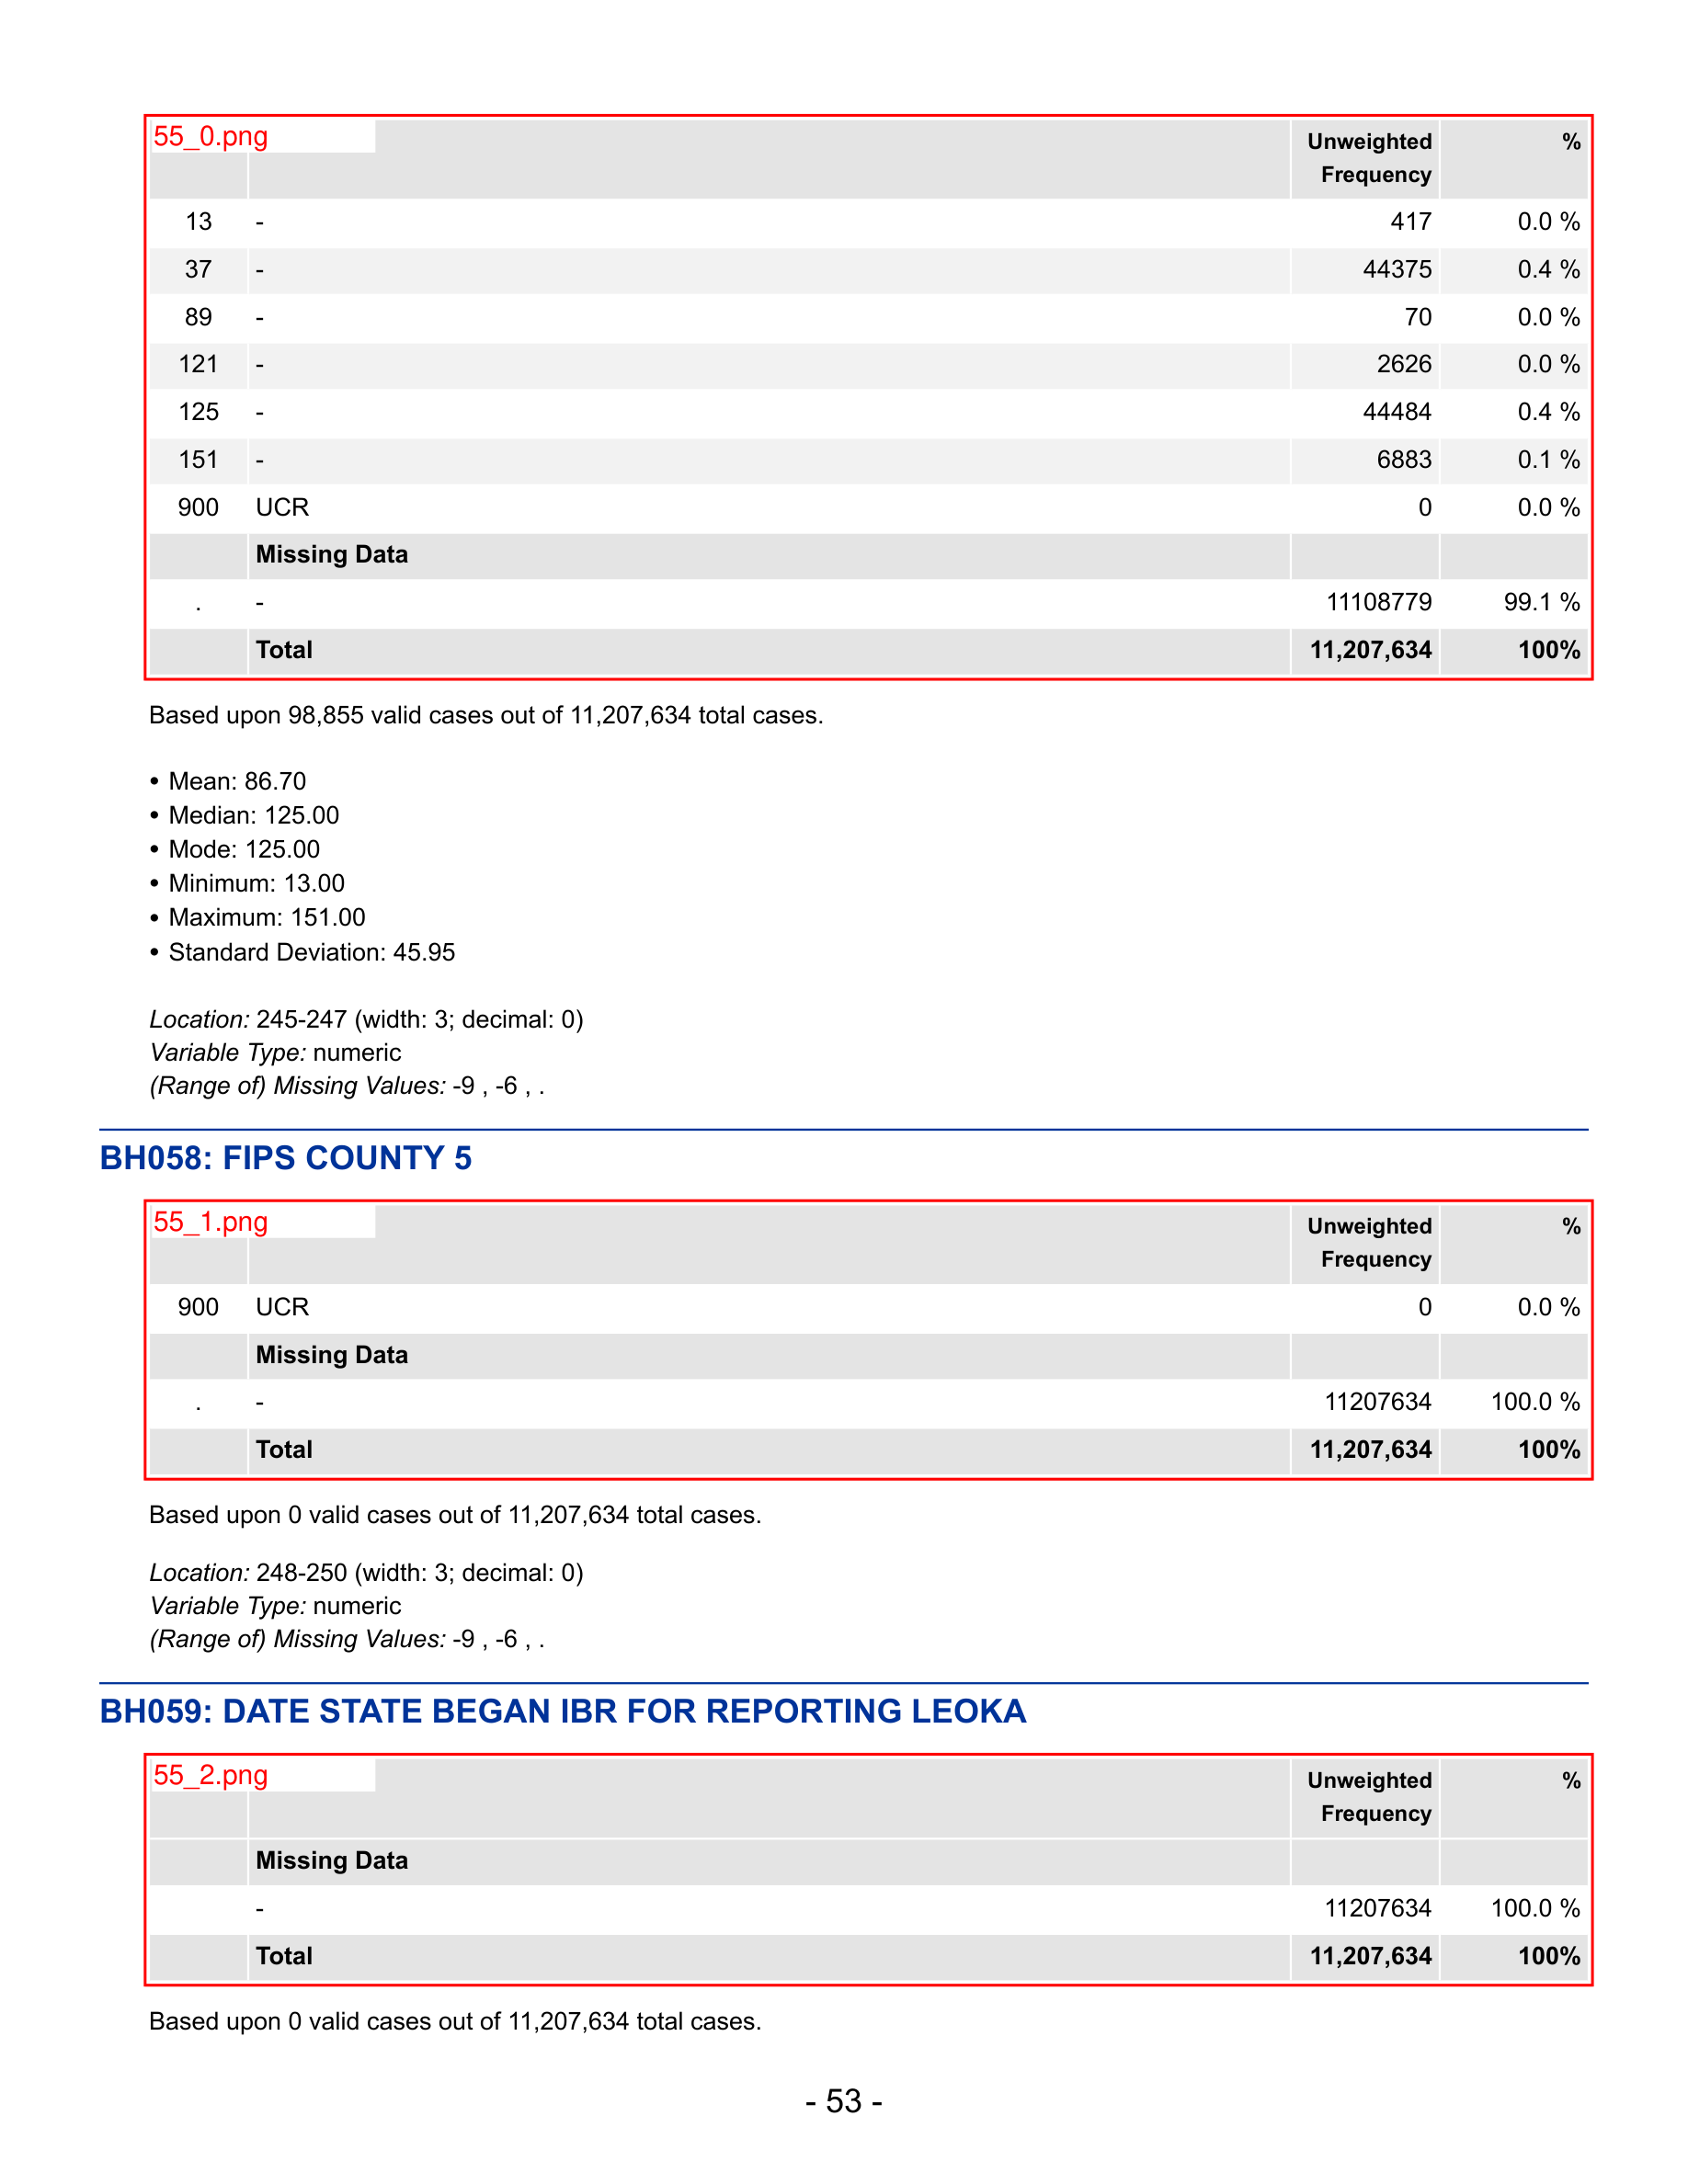 55_0.png Unweighted Frequency %
13 - 417 0.0 %
37 - 44375 0.4 %
89 - 70 0.0 %
121 - 2626 0.0 %
125 - 44484 0.4 %
151 - 6883 0.1 %
900 UCR 0 0.0 %
Missing Data
. - 11108779 99.1 %
Total 11,207,634 100%
Based upon 98,855 valid cases out of 11,207,634 total cases.
• Mean: 86.70
• Median: 125.00
• Mode: 125.00
• Minimum: 13.00
• Maximum: 151.00
• Standard Deviation: 45.95
Location: 245-247 (width: 3; decimal: 0)
Variable Type: numeric
(Range of) Missing Values: -9 , -6 , .
BH058: FIPS COUNTY 5
55_1.png Unweighted Frequency %
900 UCR 0 0.0 %
Missing Data
. - 11207634 100.0 %
Total 11,207,634 100%
Based upon 0 valid cases out of 11,207,634 total cases.
Location: 248-250 (width: 3; decimal: 0)
Variable Type: numeric
(Range of) Missing Values: -9 , -6 , .
BH059: DATE STATE BEGAN IBR FOR REPORTING LEOKA
55_2.png Unweighted Frequency %
Missing Data
- 11207634 100.0 %
Total 11,207,634 100%
Based upon 0 valid cases out of 11,207,634 total cases.
- 53 -